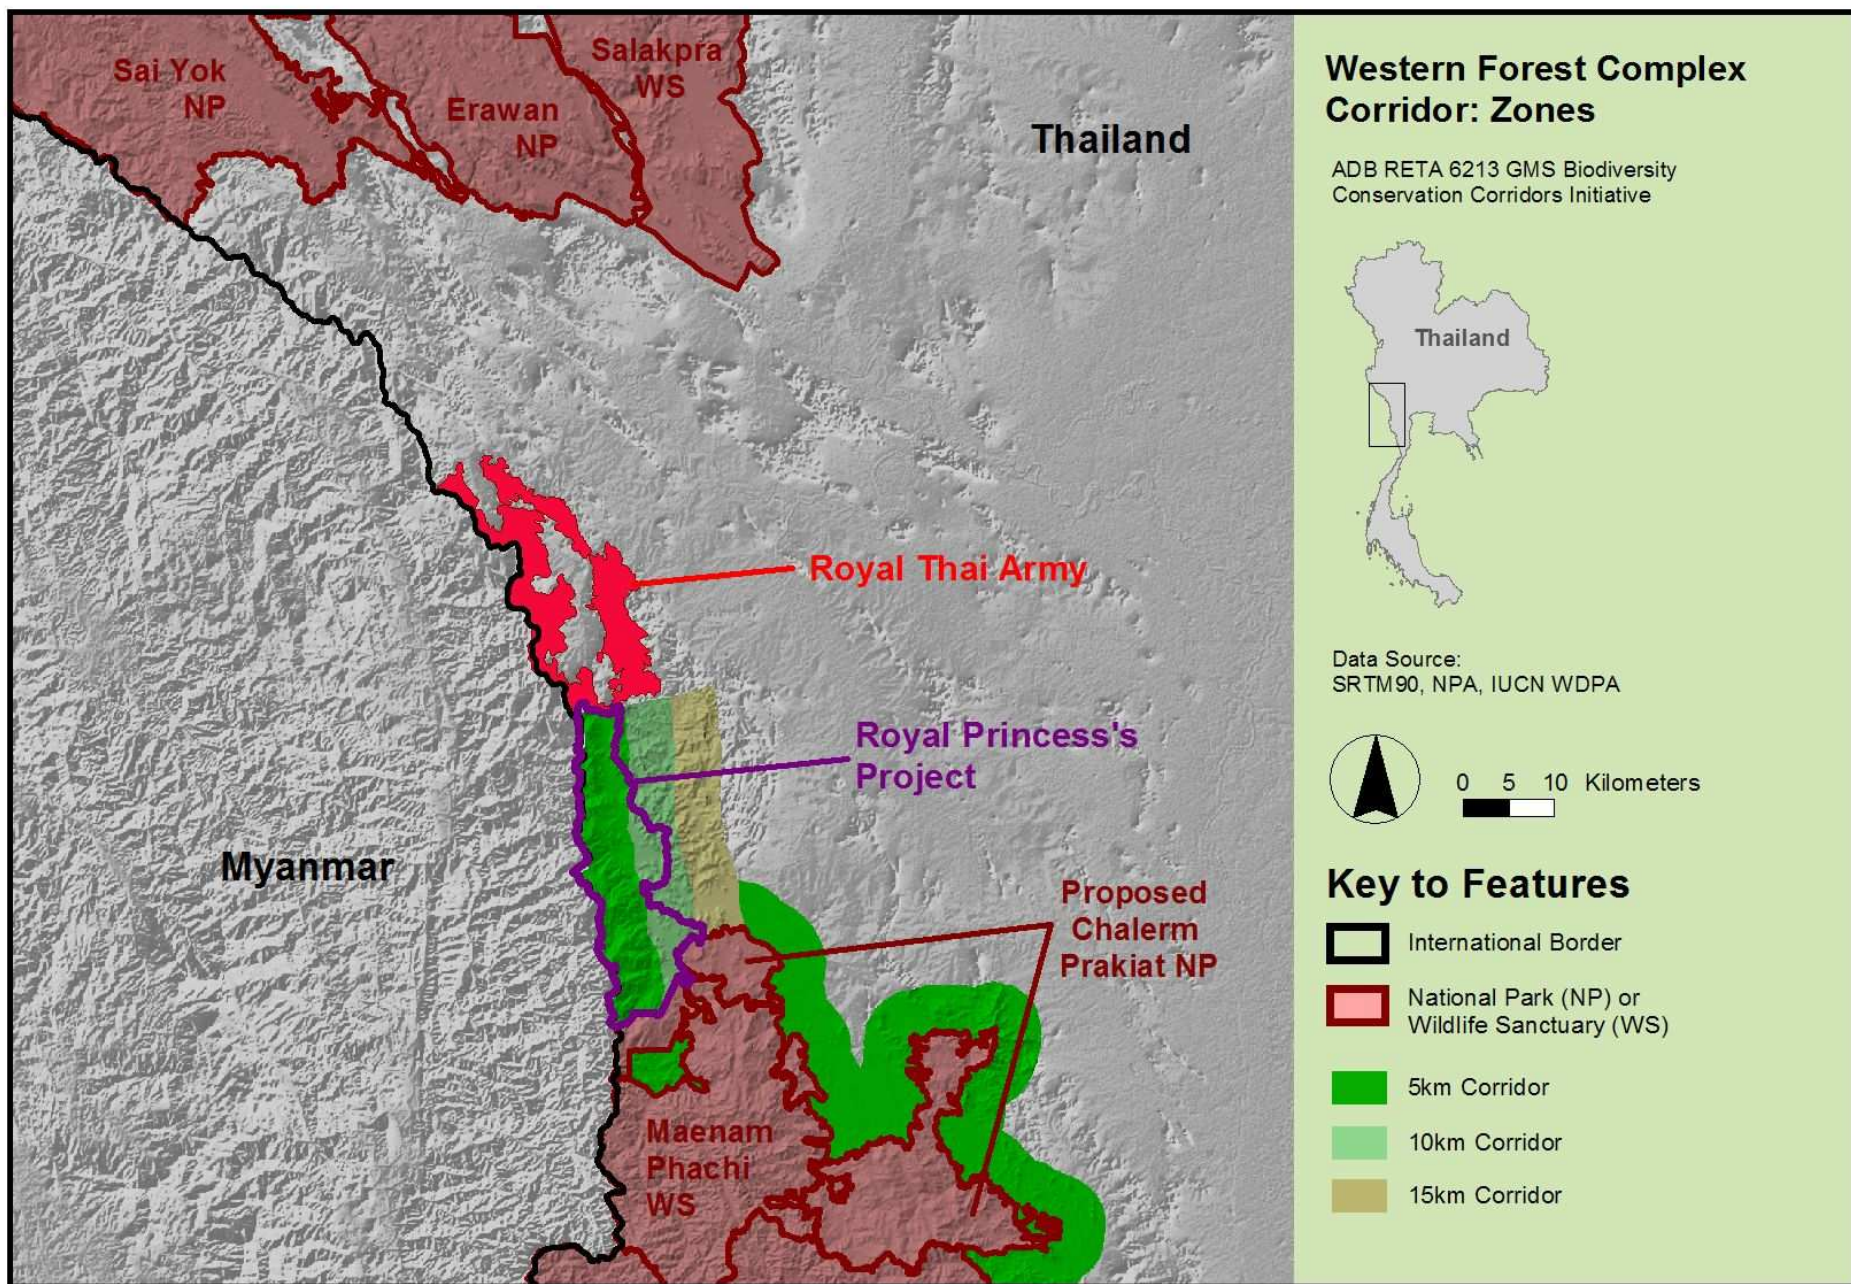 Sai Yok
NP
Erawan
NP
Salakpra
WS
Thailand
Royal Thai Army
Royal Princess's
Project
Myanmar
Proposed
Chalerm
Prakiat NP
Maenam
Phachi
WS
Western Forest Complex
Corridor: Zones
ADB RETA 6213 GMS Biodiversity
Conservation Corridors Initiative
Thailand
Data Source:
SRTM90, NPA, IUCN WDPA
0 5 10 Kilometers
Key to Features
International Border
National Park (NP) or
Wildlife Sanctuary (WS)
5km Corridor
10km Corridor
15km Corridor